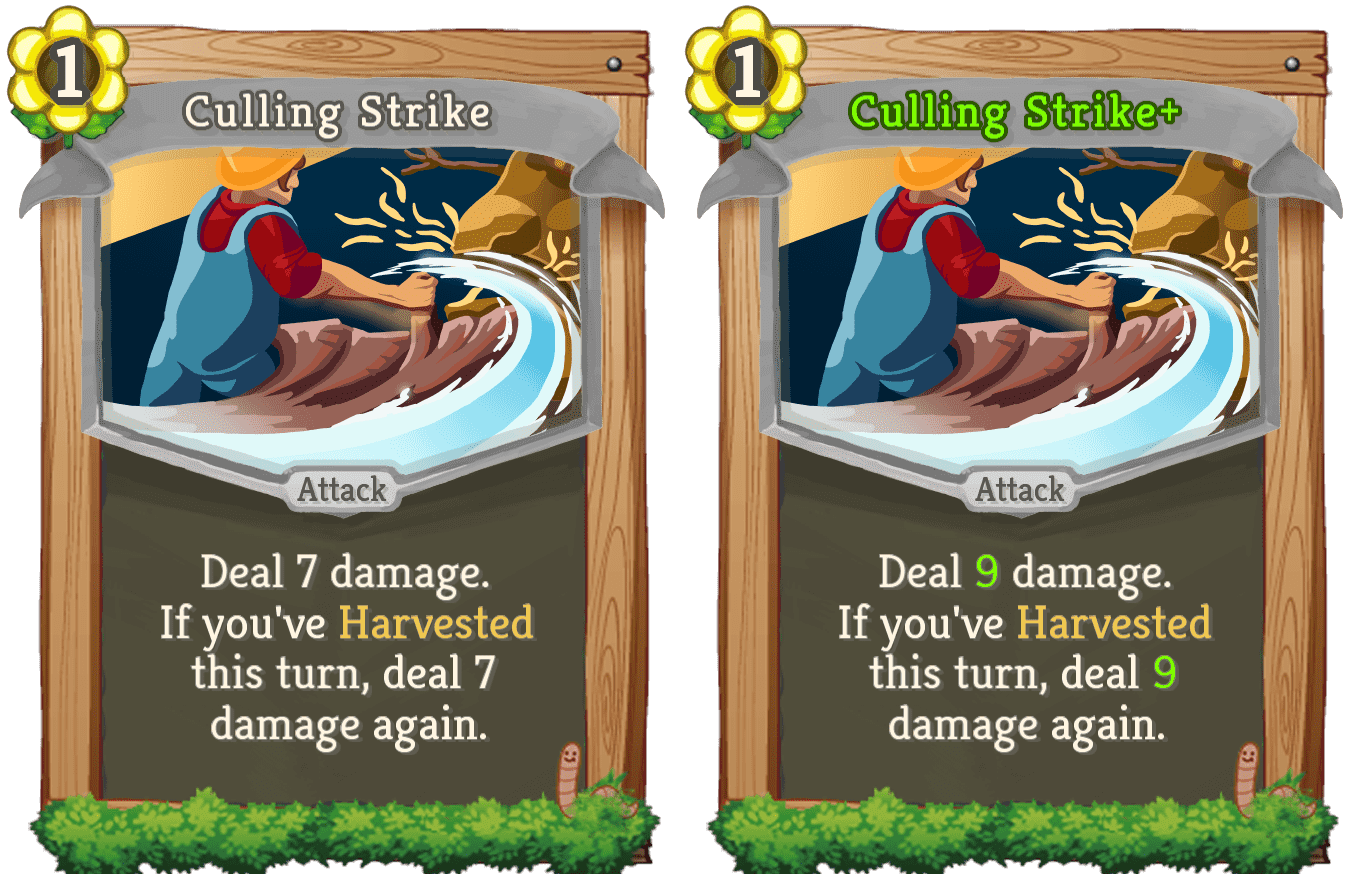 1
Culling Strike
Attack
Deal 7 damage.
If you've Harvested
this turn, deal 7
damage again.
1
Culling Strike+
Attack
Deal 9 damage.
If you've Harvested
this turn, deal 9
damage again.